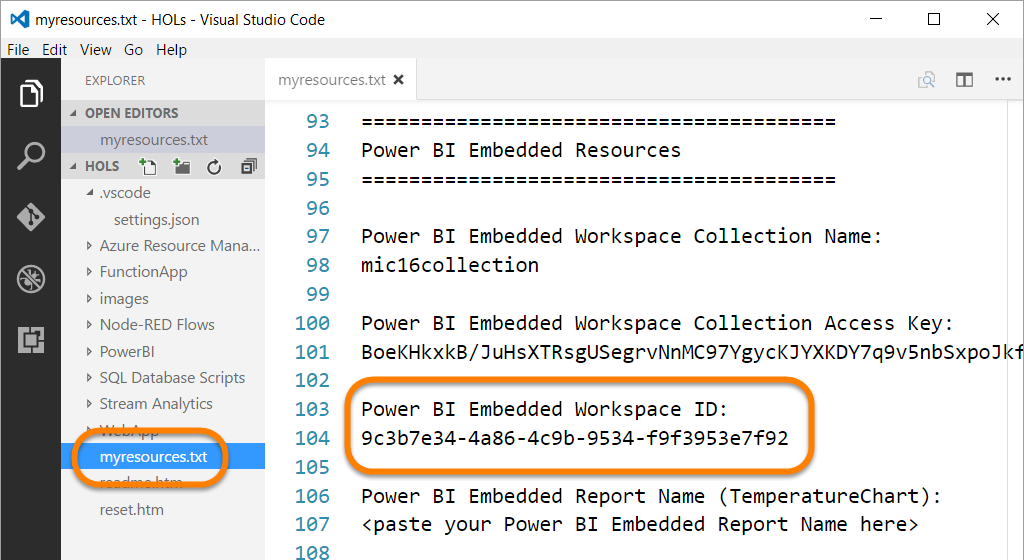 myresources.txt - HOLs - Visual Studio Code
File Edit View Go Help
EXPLORER
OPEN EDITORS
myresources.txt
HOLS
.vscode
settings.json
Azure Resource Mana...
FunctionApp
images
Node-RED Flows
PowerBI
SQL Database Scripts
Stream Analytics
WebApp
myresources.txt
readme.htm
reset.htm
myresources.txt
93 ========================================
94 Power BI Embedded Resources
95 ========================================
96
97 Power BI Embedded Workspace Collection Name:
98 mic16collection
99
100 Power BI Embedded Workspace Collection Access Key:
101 BoeKHkxkB/JuHsXTRsgUSegrvNnMC97YgycKJYXKDY7q9v5nbSxpoJkf
102
103 Power BI Embedded Workspace ID:
104 9c3b7e34-4a86-4c9b-9534-f9f3953e7f92
105
106 Power BI Embedded Report Name (TemperatureChart):
107 <paste your Power BI Embedded Report Name here>
108